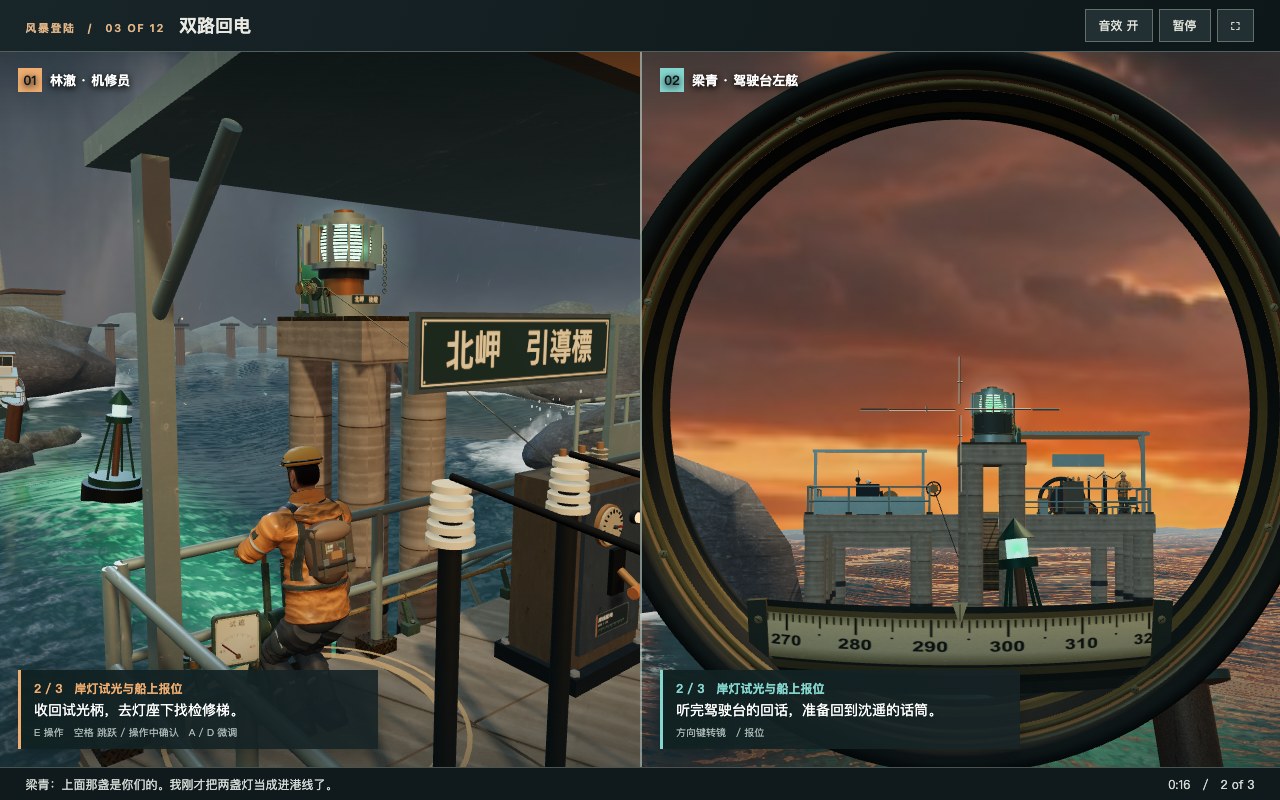 风暴登陆 / 03 OF 12 双路回电
音效 开
暂停
01 林澈 · 机修员
02 梁青 · 驾驶台左舷
北岬 引導標
270 280 290 300 310 32
2 / 3 岸灯试光与船上报位
收回试光柄，去灯座下找检修梯。
E 操作 空格 跳跃 / 操作中确认 A / D 微调
2 / 3 岸灯试光与船上报位
听完驾驶台的回话，准备回到沈遥的话筒。
方向键转镜 / 报位
梁青：上面那盏是你们的。我刚才把两盏灯当成进港线了。
0:16 / 2 of 3